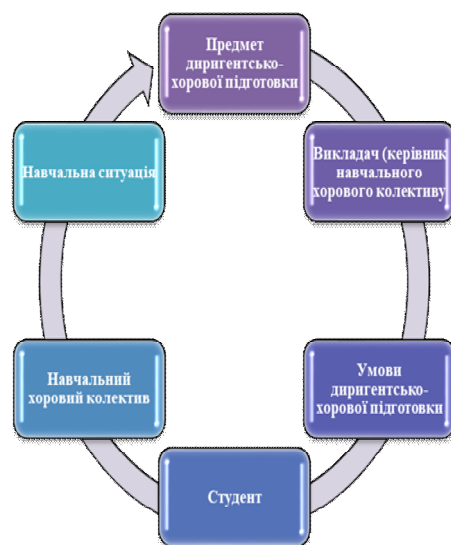 Предмет
диригентсько-
хорової підготовки
Викладач (керівник
навчального
хорового колективу
Умови
диригентсько-
хорової підготовки
Студент
Навчальний
хоровий колектив
Навчальна ситуація